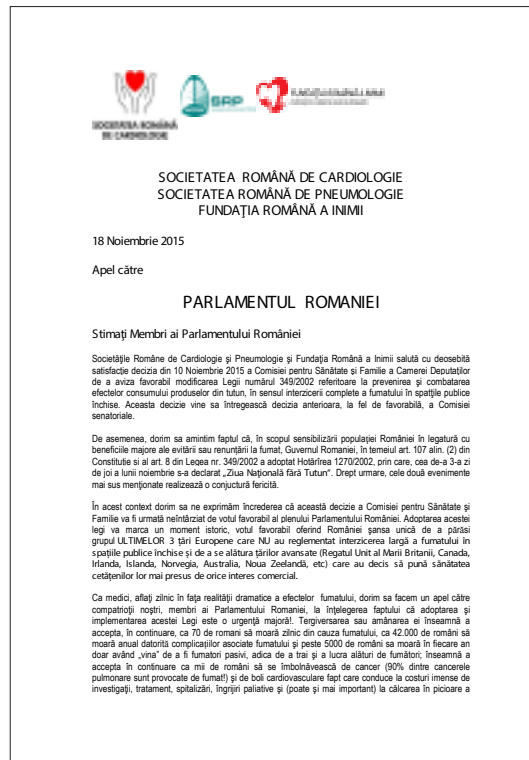 SOCIETATEA ROMÂNĂ
DE CARDIOLOGIE
SRP
FUNDAȚIA ROMÂNĂ A INIMII
SOCIETATEA ROMÂNĂ DE CARDIOLOGIE
SOCIETATEA ROMÂNĂ DE PNEUMOLOGIE
FUNDAŢIA ROMÂNĂ A INIMII
18 Noiembrie 2015
Apel către
PARLAMENTUL ROMANIEI
Stimaţi Membri ai Parlamentului României
Societăţile Române de Cardiologie şi Pneumologie şi Fundaţia Română a Inimii salută cu deosebită
satisfacţie decizia din 10 Noiembrie 2015 a Comisiei pentru Sănătate şi Familie a Camerei Deputaţilor
de a aviza favorabil modificarea Legii numărul 349/2002 referitoare la prevenirea şi combatarea
efectelor consumului produselor din tutun, în sensul interzicerii complete a fumatului în spaţiile publice
închise. Aceasta decizie vine sa întregească decizia anterioara, la fel de favorabilă, a Comisiei
senatoriale.
De asemenea, dorim sa amintim faptul că, în scopul sensibilizării populaţiei României în legatură cu
beneficiile majore ale evitării sau renunţării la fumat, Guvernul Romaniei, în temeiul art. 107 alin. (2) din
Constitutie si al art. 8 din Legea nr. 349/2002 a adoptat Hotărîrea 1270/2002, prin care, cea de-a 3-a zi
de joi a lunii noiembrie s-a declarat „Ziua Naţională fără Tutun". Drept urmare, cele două evenimente
mai sus menţionate realizează o conjuctură fericită.
În acest context dorim sa ne exprimăm încrederea că această decizie a Comisiei pentru Sănătate şi
Familie va fi urmată neîntârziat de votul favorabil al plenului Parlamentului României. Adoptarea acestei
legi va marca un moment istoric, votul favorabil oferind României şansa unică de a părăsi
grupul ULTIMELOR 3 ţări Europene care NU au reglementat interzicerea largă a fumatului în
spaţiile publice închise şi de a se alătura ţărilor avansate (Regatul Unit al Marii Britanii, Canada,
Irlanda, Islanda, Norvegia, Australia, Noua Zeelandă, etc) care au decis să pună sănătatea
cetăţenilor lor mai presus de orice interes comercial.
Ca medici, aflaţi zilnic în faţa realităţii dramatice a efectelor fumatului, dorim sa facem un apel către
compatrioţii noştri, membri ai Parlamentului Romaniei, la înţelegerea faptului că adoptarea şi
implementarea acestei Legi este o urgenţă majoră!. Tergiversarea sau amânarea ei înseamnă a
accepta, în continuare, ca 70 de romani să moară zilnic din cauza fumatului, ca 42.000 de români să
moară anual datorită complicaţiilor asociate fumatului şi peste 5000 de români sa moară în fiecare an
doar având „vina" de a fi fumatori pasivi, adica de a trai şi a lucra alături de fumători; înseamnă a
accepta în continuare ca mii de români să se îmbolnăvească de cancer (90% dintre cancerele
pulmonare sunt provocate de fumat!) şi de boli cardiovasculare fapt care conduce la costuri imense de
investigaţii, tratament, spitalizări, îngrijiri paliative şi (poate şi mai important) la călcarea în picioare a